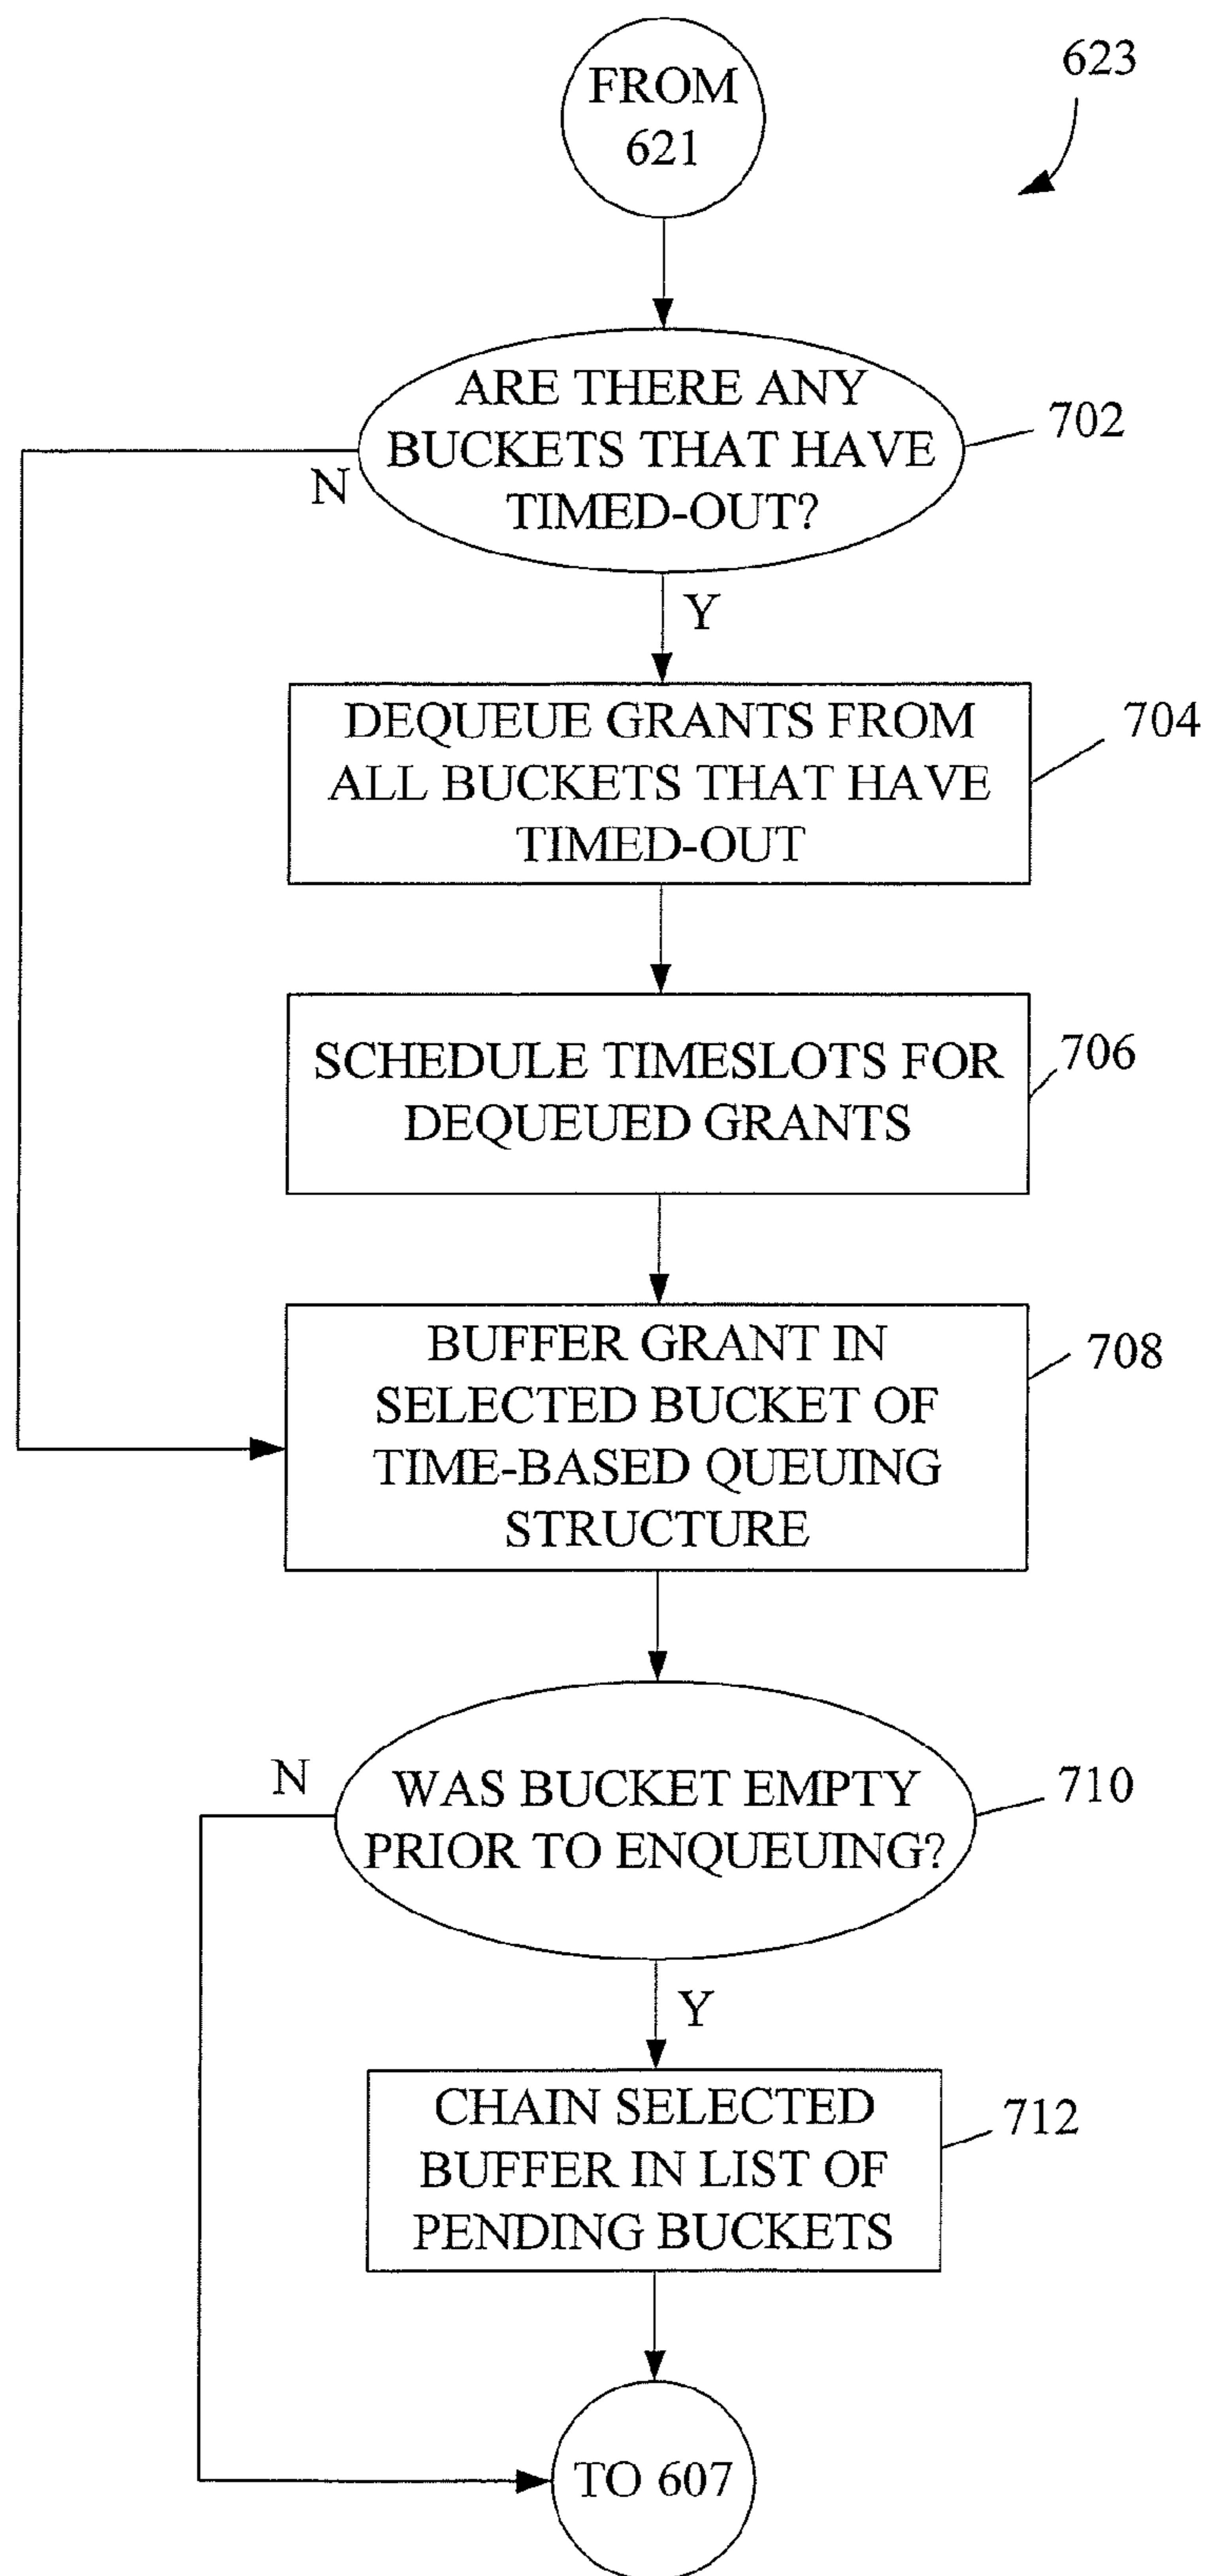 FROM
621
623
ARE THERE ANY
BUCKETS THAT HAVE
TIMED-OUT?
702
N
Y
DEQUEUE GRANTS FROM
ALL BUCKETS THAT HAVE
TIMED-OUT
704
SCHEDULE TIMESLOTS FOR
DEQUEUED GRANTS
706
BUFFER GRANT IN
SELECTED BUCKET OF
TIME-BASED QUEUING
STRUCTURE
708
N
WAS BUCKET EMPTY
PRIOR TO ENQUEUING?
710
Y
CHAIN SELECTED
BUFFER IN LIST OF
PENDING BUCKETS
712
TO 607